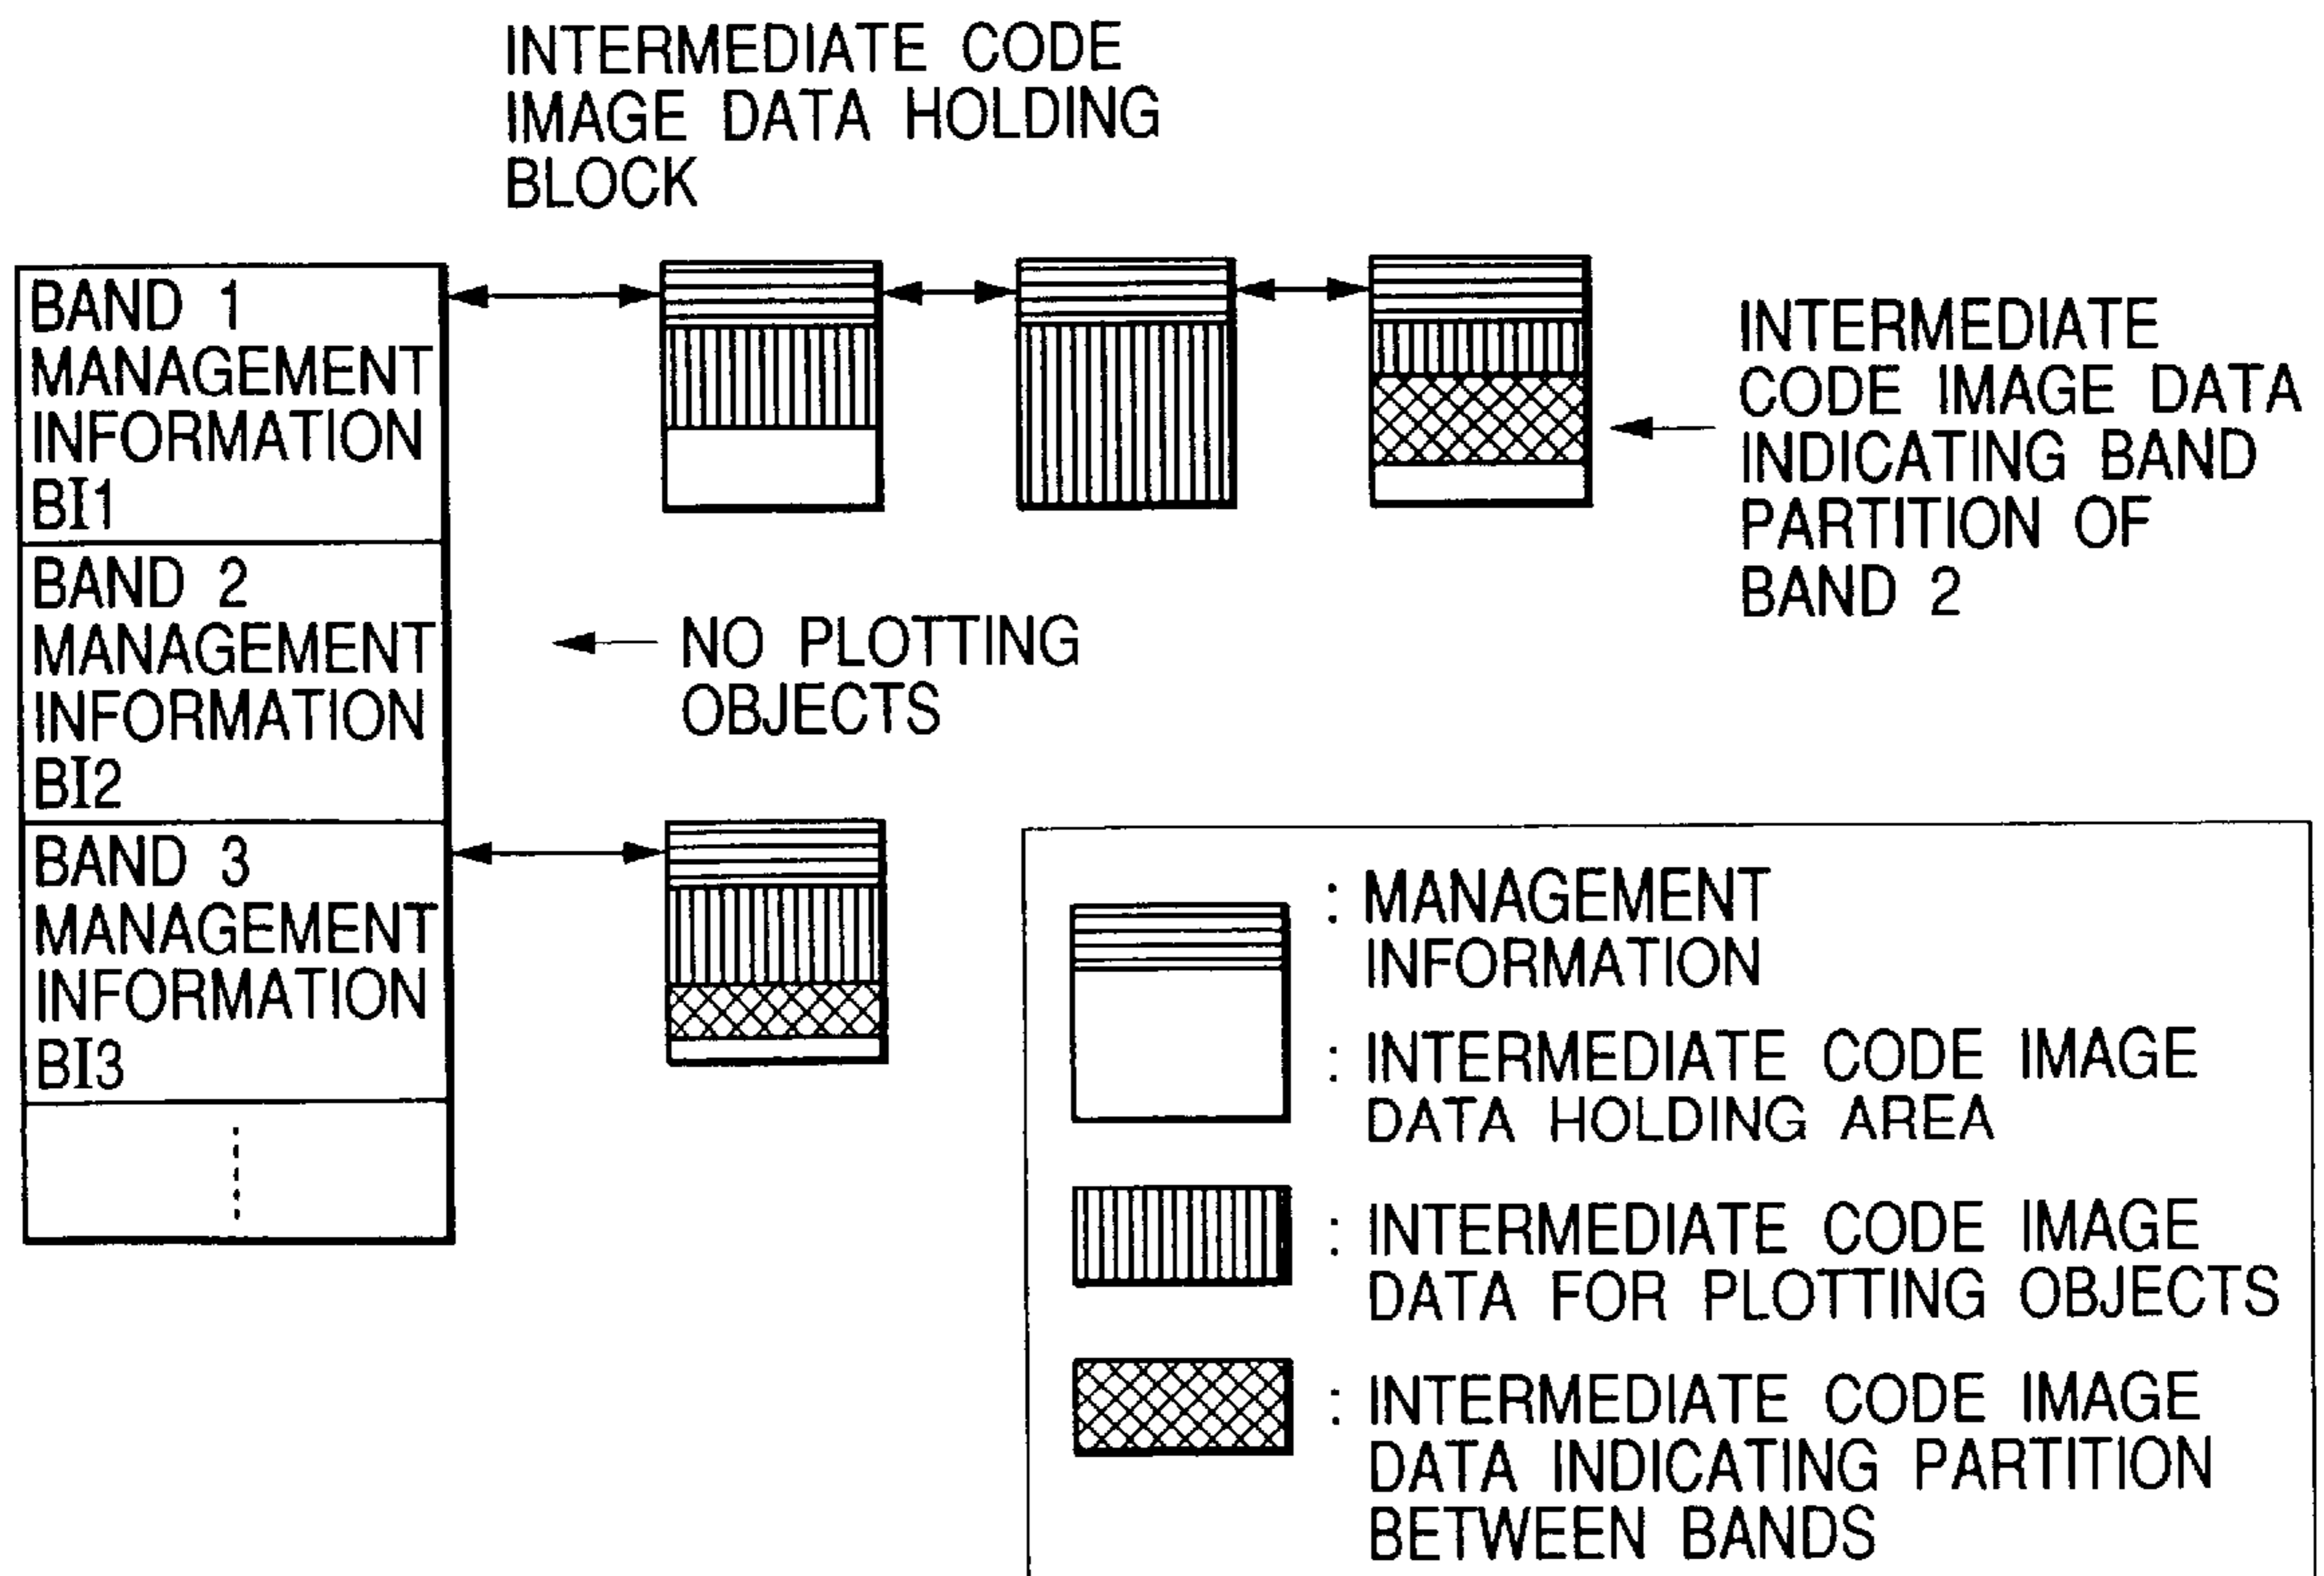 INTERMEDIATE CODE
IMAGE DATA HOLDING
BLOCK
BAND 1
MANAGEMENT
INFORMATION
BI1
INTERMEDIATE
CODE IMAGE DATA
INDICATING BAND
PARTITION OF
BAND 2
BAND 2
MANAGEMENT
INFORMATION
BI2
NO PLOTTING
OBJECTS
BAND 3
MANAGEMENT
INFORMATION
BI3
: MANAGEMENT
INFORMATION
: INTERMEDIATE CODE IMAGE
DATA HOLDING AREA
: INTERMEDIATE CODE IMAGE
DATA FOR PLOTTING OBJECTS
: INTERMEDIATE CODE IMAGE
DATA INDICATING PARTITION
BETWEEN BANDS